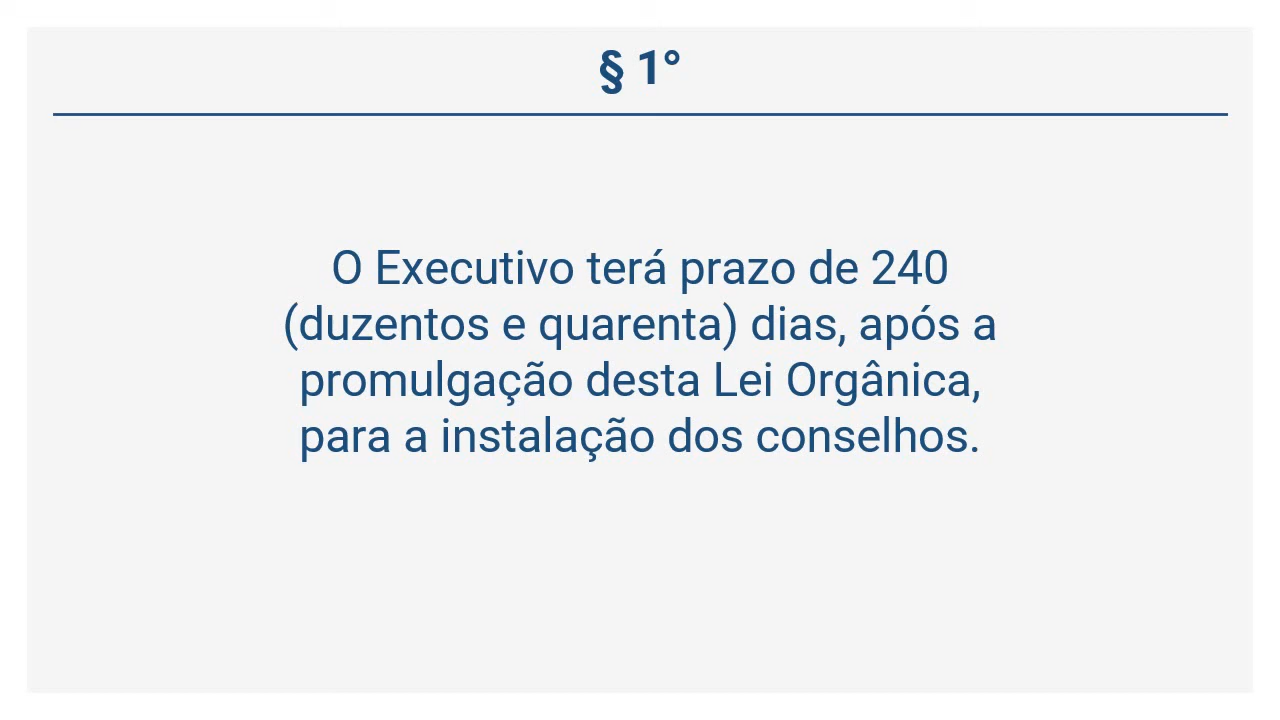 § 1°
O Executivo terá prazo de 240
(duzentos e quarenta) dias, após a
promulgação desta Lei Orgânica,
para a instalação dos conselhos.